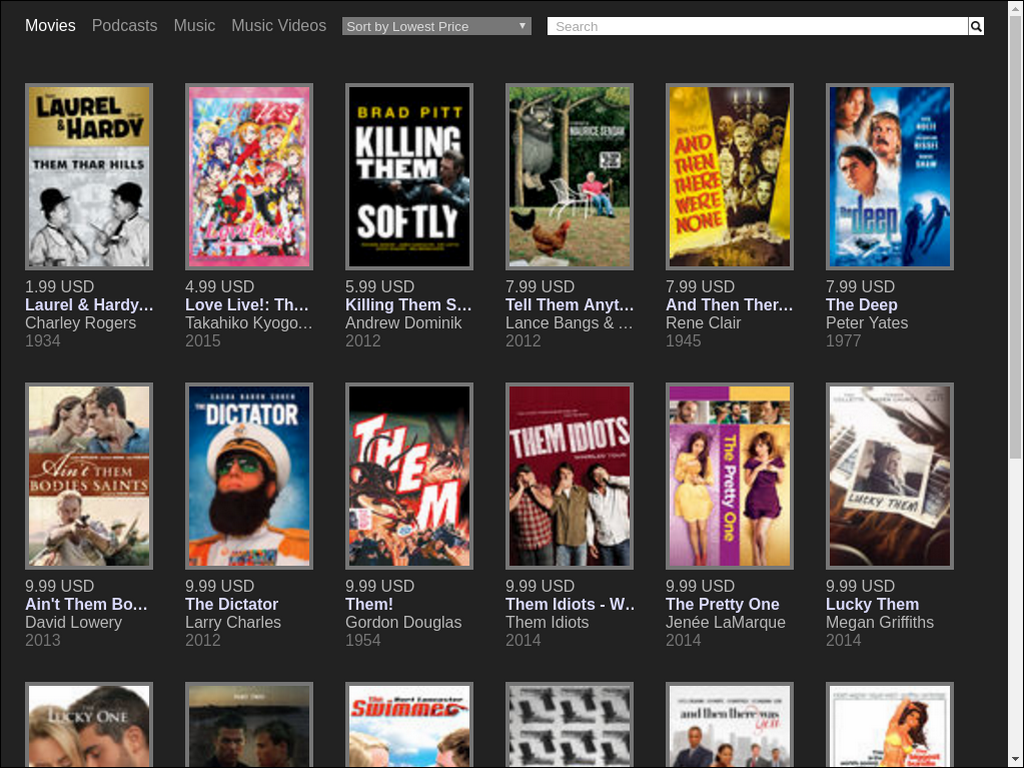 Movies Podcasts Music Music Videos Sort by Lowest Price Search
LAUREL
& HARDY
THEM THAR HILLS
LoveLive!
BRAD PITT
KILLING
THEM
SOFTLY
MAURICE SENDAK
AND
THEN
THERE
WERE
NONE
The deep
1.99 USD
Laurel & Hardy…
Charley Rogers
1934
4.99 USD
Love Live!: Th…
Takahiko Kyogo…
2015
5.99 USD
Killing Them S…
Andrew Dominik
2012
7.99 USD
Tell Them Anyt…
Lance Bangs & …
2012
7.99 USD
And Then Ther…
Rene Clair
1945
7.99 USD
The Deep
Peter Yates
1977
Ain't THEM
BODIES SAINTS
SACHA BARON COHEN
THE DICTATOR
THEM
THEM IDIOTS
The Pretty One
LUCKY THEM
9.99 USD
Ain't Them Bo…
David Lowery
2013
9.99 USD
The Dictator
Larry Charles
2012
9.99 USD
Them!
Gordon Douglas
1954
9.99 USD
Them Idiots - W…
Them Idiots
2014
9.99 USD
The Pretty One
Jenée LaMarque
2014
9.99 USD
Lucky Them
Megan Griffiths
2014
THE
LUCKY ONE
PART TWO
Burt Lancaster
The Swimmer
and then there was
you